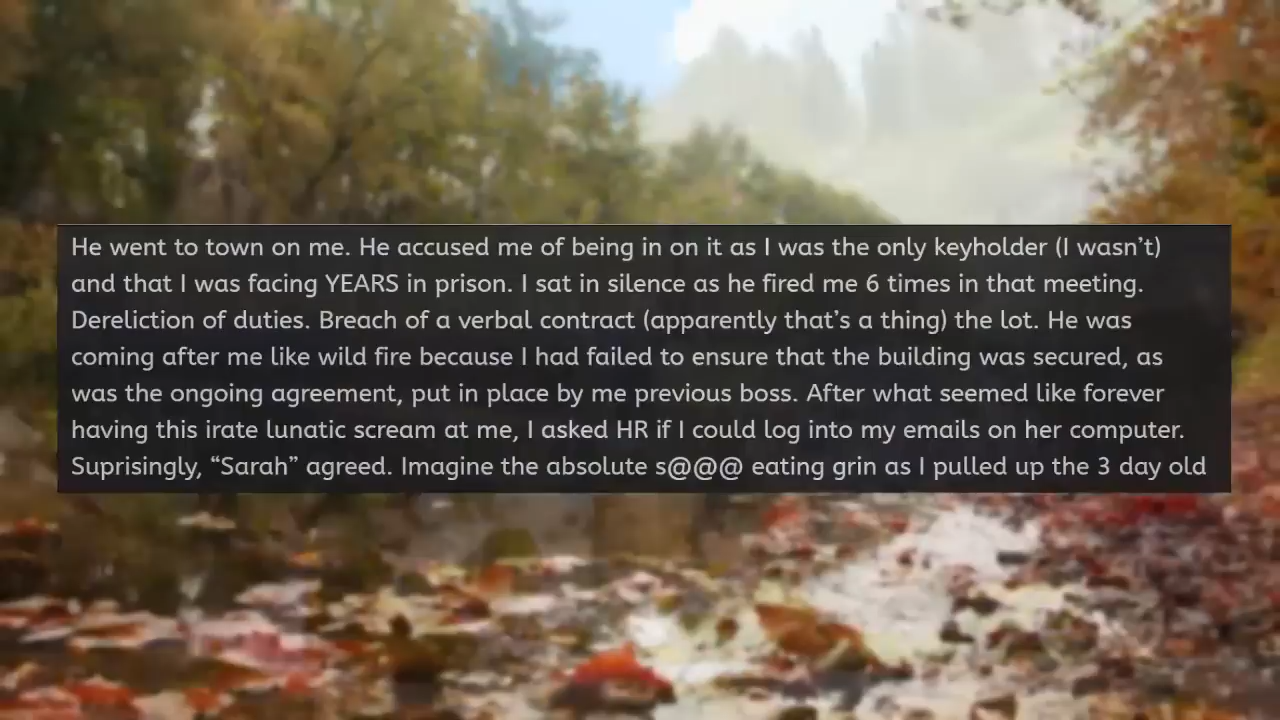 He went to town on me. He accused me of being in on it as I was the only keyholder (I wasn’t)
and that I was facing YEARS in prison. I sat in silence as he fired me 6 times in that meeting.
Dereliction of duties. Breach of a verbal contract (apparently that’s a thing) the lot. He was
coming after me like wild fire because I had failed to ensure that the building was secured, as
was the ongoing agreement, put in place by me previous boss. After what seemed like forever
having this irate lunatic scream at me, I asked HR if I could log into my emails on her computer.
Suprisingly, “Sarah” agreed. Imagine the absolute s@@@ eating grin as I pulled up the 3 day old